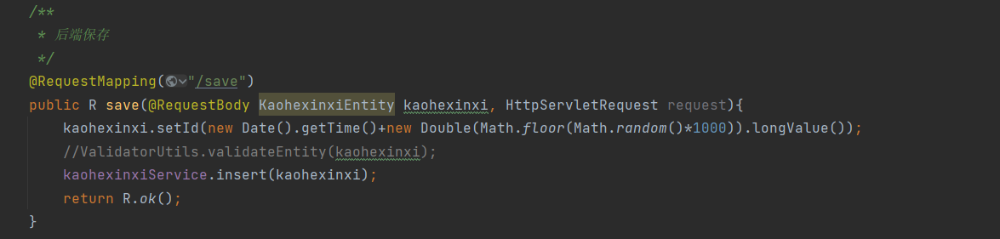 /**
 * 后端保存
 */
@RequestMapping("/save")
public R save(@RequestBody KaohexinxiEntity kaohexinxi, HttpServletRequest request){
    kaohexinxi.setId(new Date().getTime()+new Double(Math.floor(Math.random()*1000)).longValue());
    //ValidatorUtils.validateEntity(kaohexinxi);
    kaohexinxiService.insert(kaohexinxi);
    return R.ok();
}